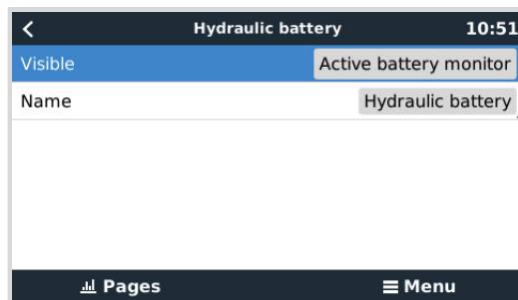 Hydraulic battery 10:51
Visible Active battery monitor
Name Hydraulic battery
Pages Menu